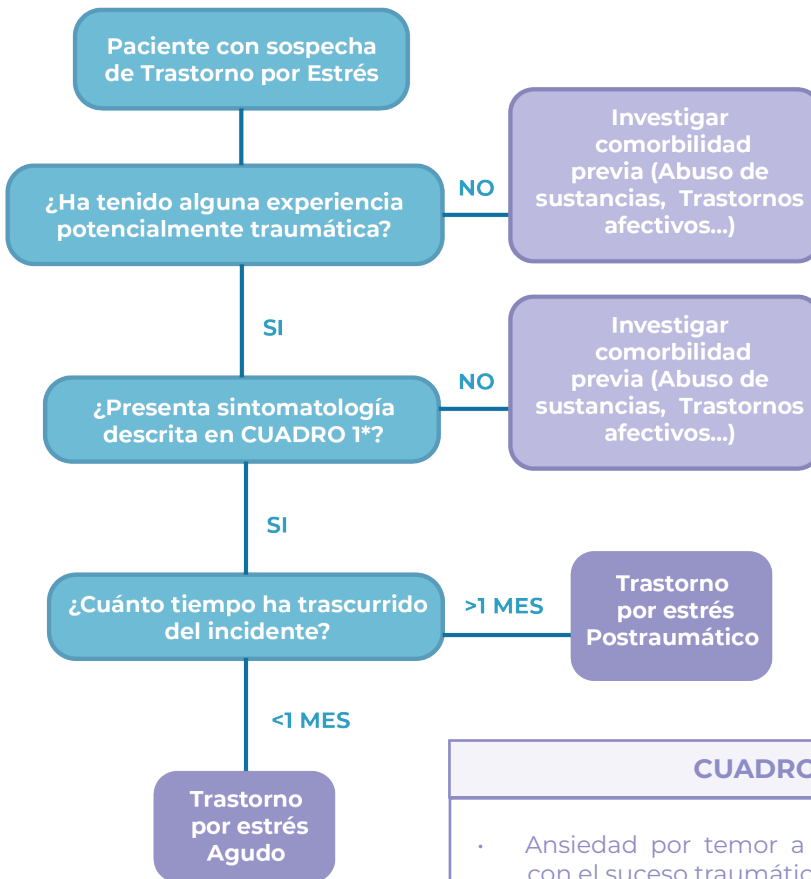 Paciente con sospecha
de Trastorno por Estrés
Investigar
comorbilidad
previa (Abuso de
sustancias, Trastornos
afectivos...)
NO
¿Ha tenido alguna experiencia
potencialmente traumática?
SI
Investigar
comorbilidad
previa (Abuso de
sustancias, Trastornos
afectivos...)
NO
¿Presenta sintomatología
descrita en CUADRO 1*?
SI
¿Cuánto tiempo ha trascurrido
del incidente?
>1 MES
Trastorno
por estrés
Postraumático
<1 MES
Trastorno
por estrés
Agudo
CUADRO
· Ansiedad por temor a